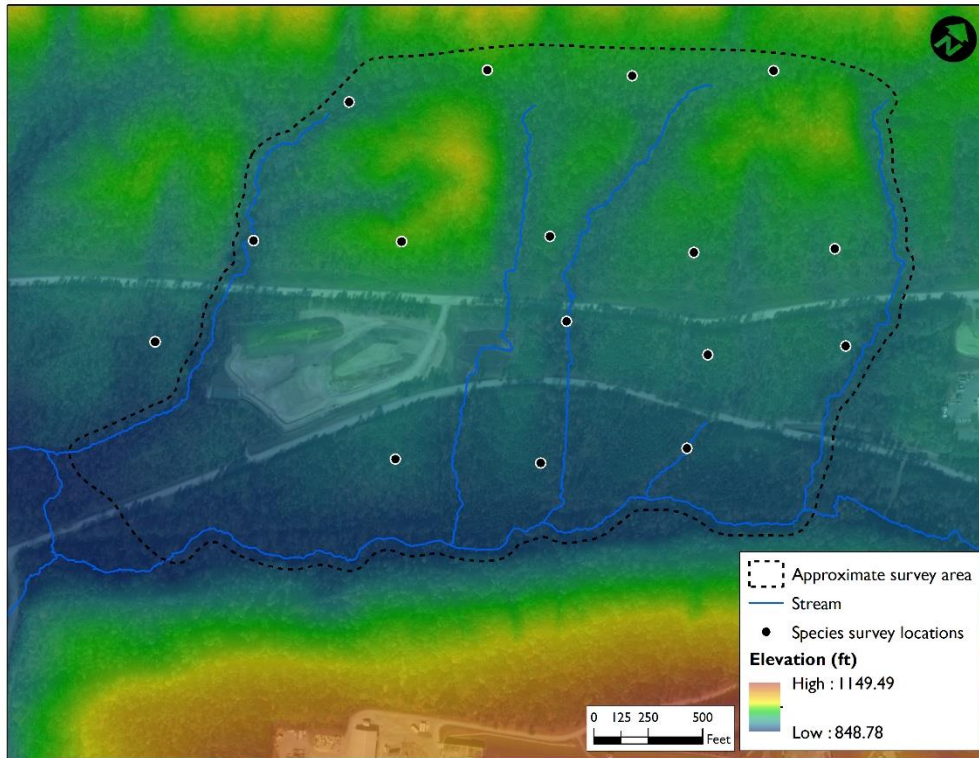 N
Approximate survey area
Stream
Species survey locations
Elevation (ft)
High : 1149.49
Low : 848.78
0 125 250 500
Feet